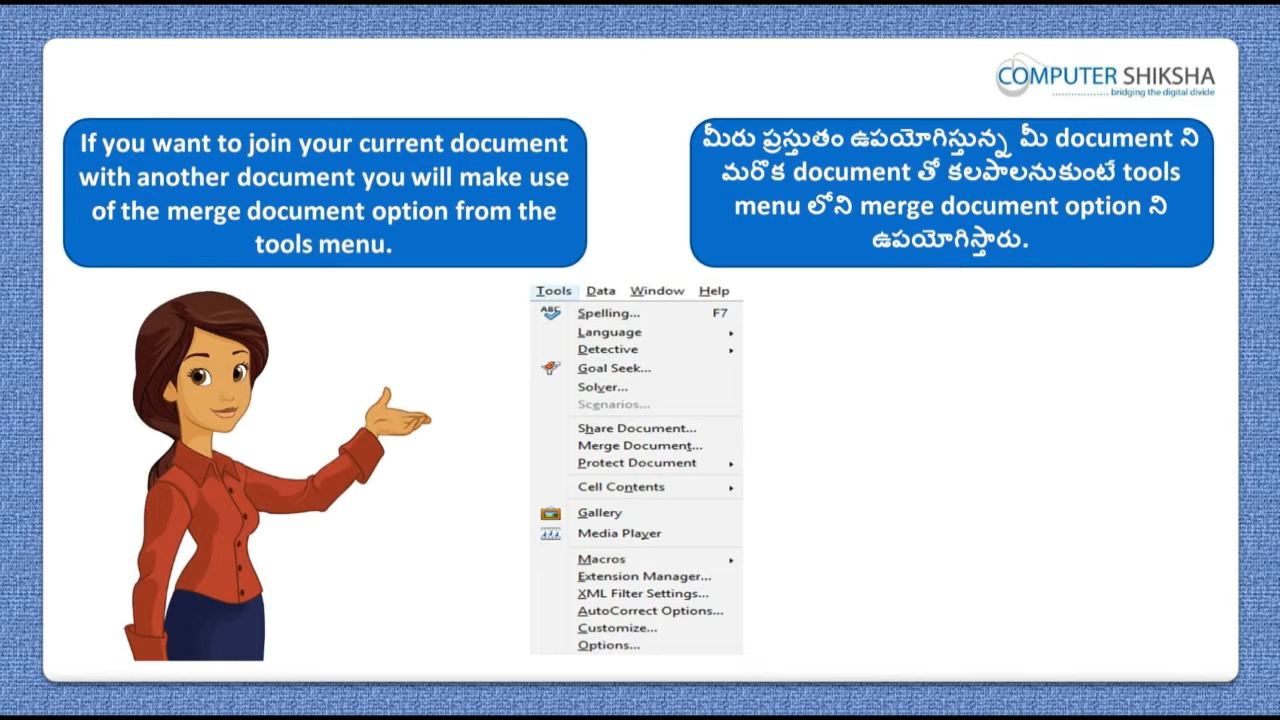 COMPUTER SHIKSHA
bridging the digital divide
If you want to join your current document
with another document you will make use
of the merge document option from the
tools menu.
మీరు ప్రస్తుతం ఉపయోగిస్తున్న మీ document ని
మరొక document తో కలపాలనుకుంటే tools
menu లోని merge document option ని
ఉపయోగిస్తారు.
Tools Data Window Help
ABC Spelling... F7
Language
Detective
Goal Seek...
Solver...
Scenarios...
Share Document...
Merge Document...
Protect Document
Cell Contents
Gallery
Media Player
Macros
Extension Manager...
XML Filter Settings...
AutoCorrect Options...
Customize...
Options...